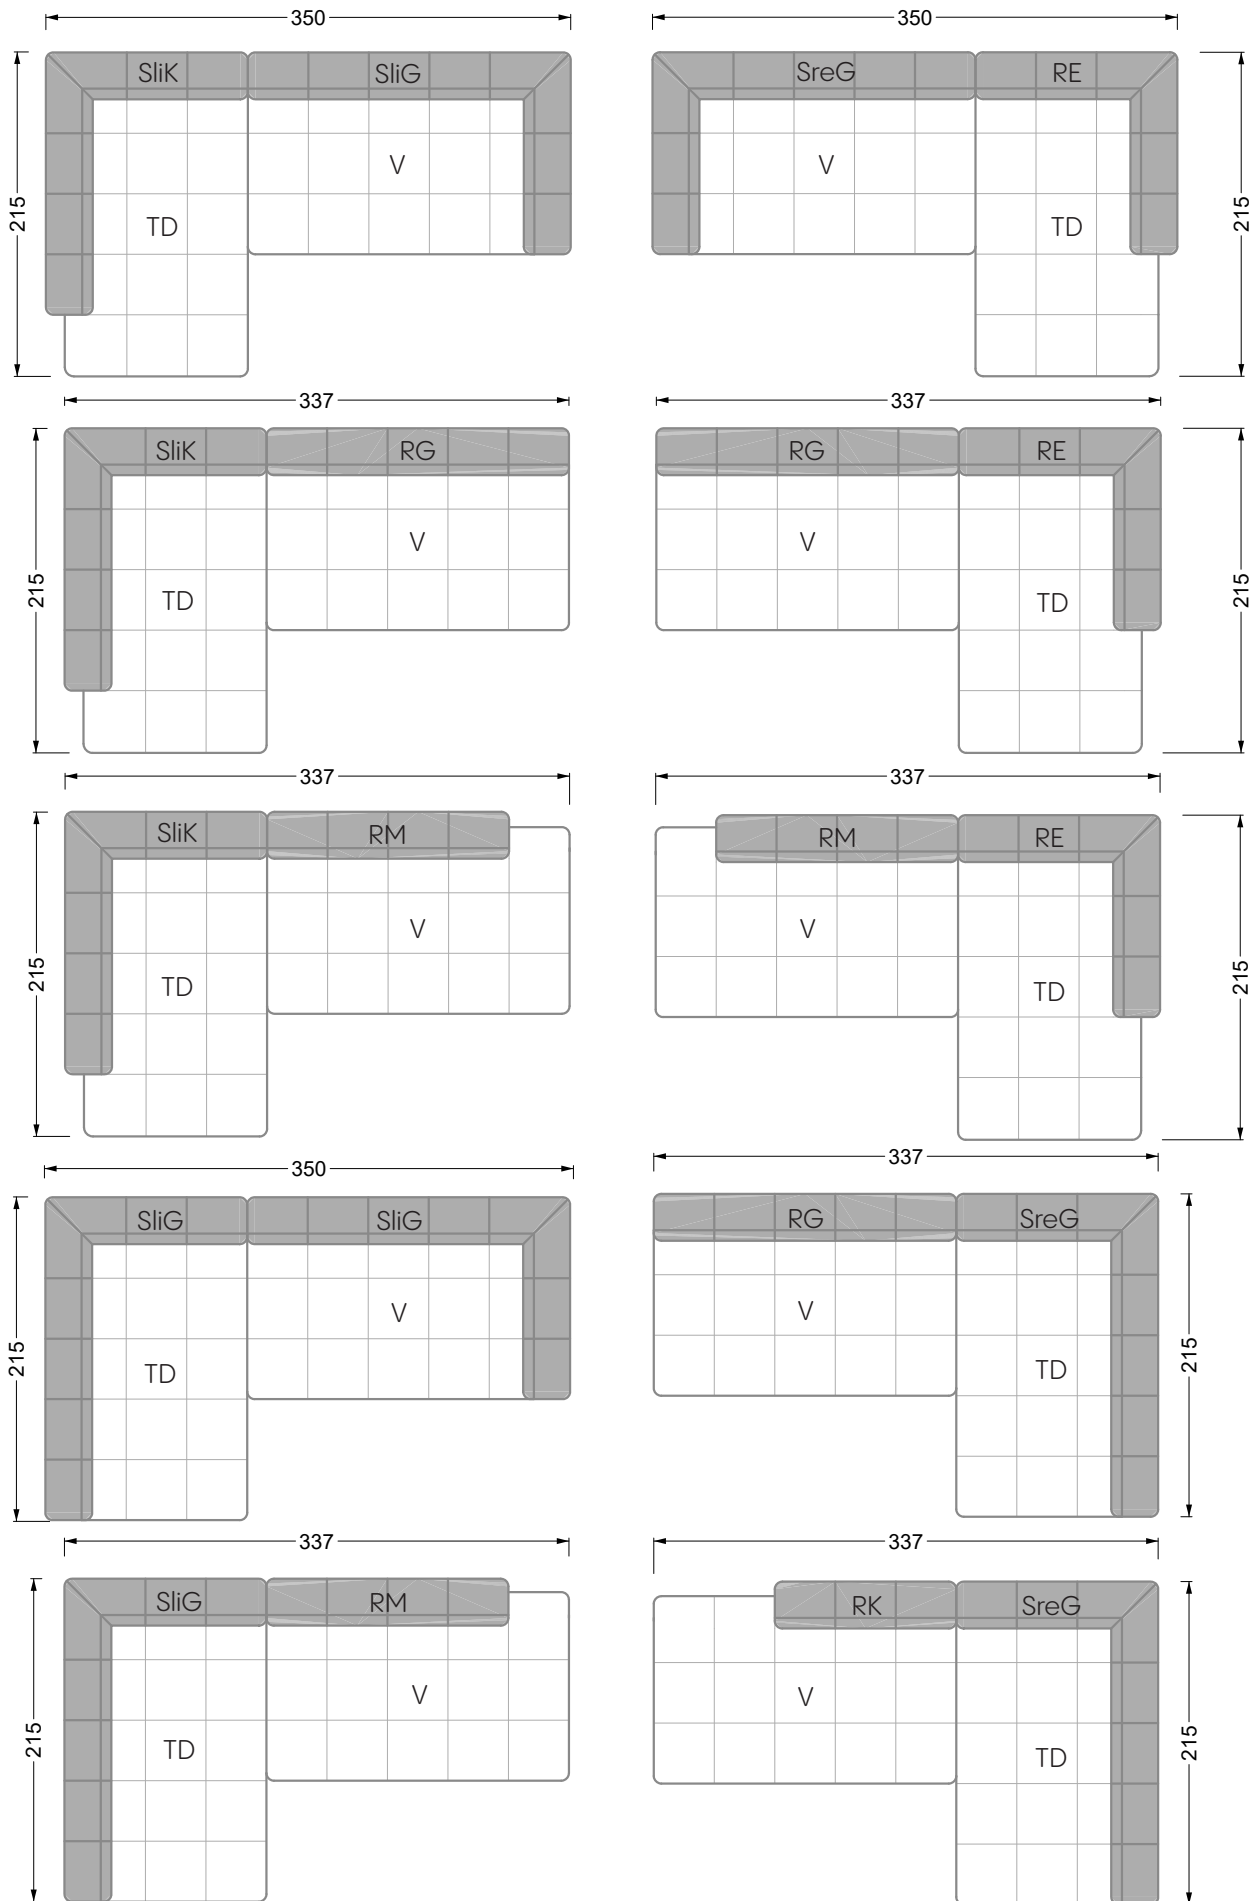 350 350
SliK SliG SreG RE
V V
215 TD TD 215
337 337
SliK RG RG RE
V V
215 TD TD 215
337 337
SliK RM RM RE
V V
215 TD TD 215
350 337
SliG SliG RG SreG
V V
215 TD TD 215
337 337
SliG RM RK SreG
V V
215 TD TD 215